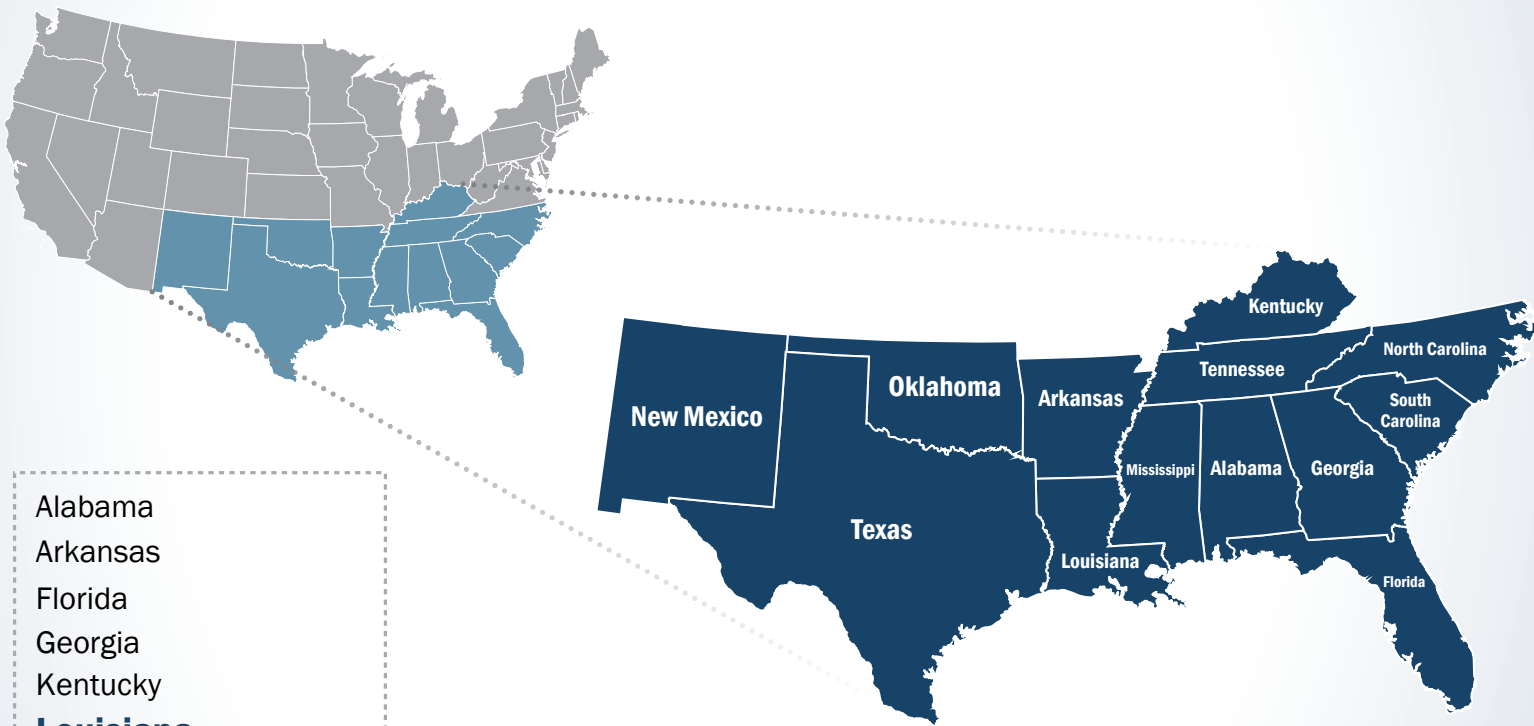 Kentucky
North Carolina
Tennessee
Oklahoma
Arkansas
New Mexico
South
Carolina
Mississippi
Alabama
Georgia
Texas
Louisiana
Florida
Alabama
Arkansas
Florida
Georgia
Kentucky
Louisiana